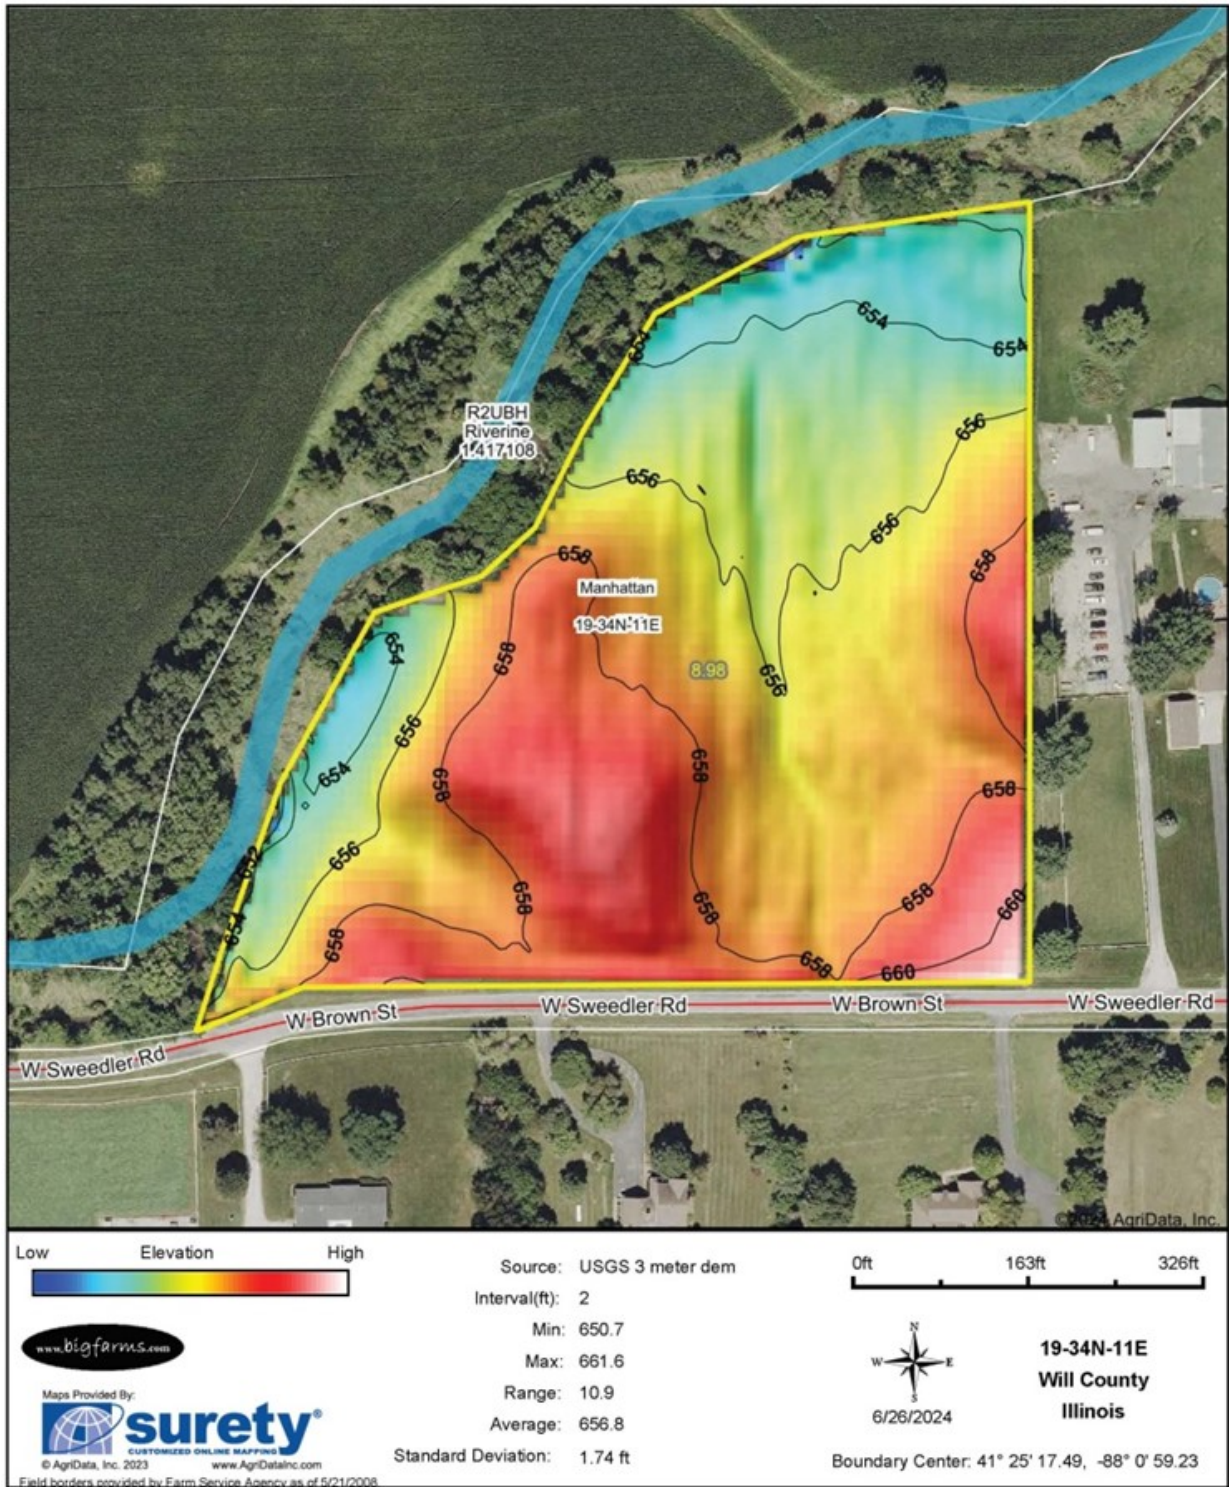 654
654
654
656
656
656
656
R2UBH
Riverine
1.417108
658
658
Manhattan
19-34N-11E
8.98
658
654
654
656
656
652
654
658
658
658
658
658
658
658
658
660
660
W Sweedler Rd
W Brown St
W Sweedler Rd
W Brown St
W Sweedler Rd
©2024 AgriData, Inc.
Low Elevation High
www.bigfarms.com
Maps Provided By:
surety®
CUSTOMIZED ONLINE MAPPING
© AgriData, Inc. 2023 www.AgriDataInc.com
Field borders provided by Farm Service Agency as of 5/21/2008.
Source: USGS 3 meter dem
Interval(ft): 2
Min: 650.7
Max: 661.6
Range: 10.9
Average: 656.8
Standard Deviation: 1.74 ft
0ft 163ft 326ft
N
W E
S
6/26/2024
19-34N-11E
Will County
Illinois
Boundary Center: 41° 25' 17.49, -88° 0' 59.23